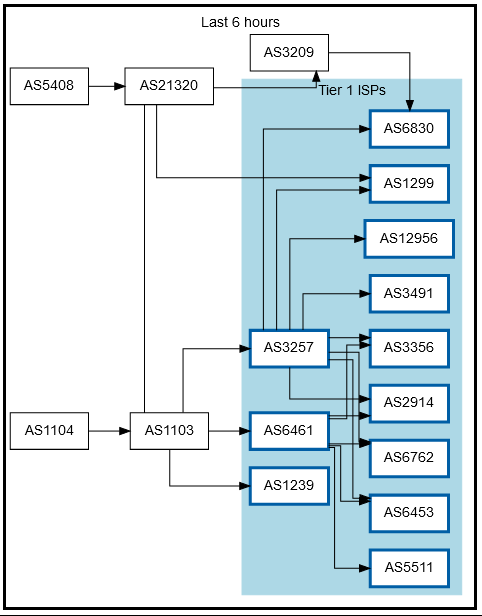 Last 6 hours
AS3209
AS5408
AS21320
Tier 1 ISPs
AS6830
AS1299
AS12956
AS3491
AS3257
AS3356
AS2914
AS1104
AS1103
AS6461
AS6762
AS1239
AS6453
AS5511